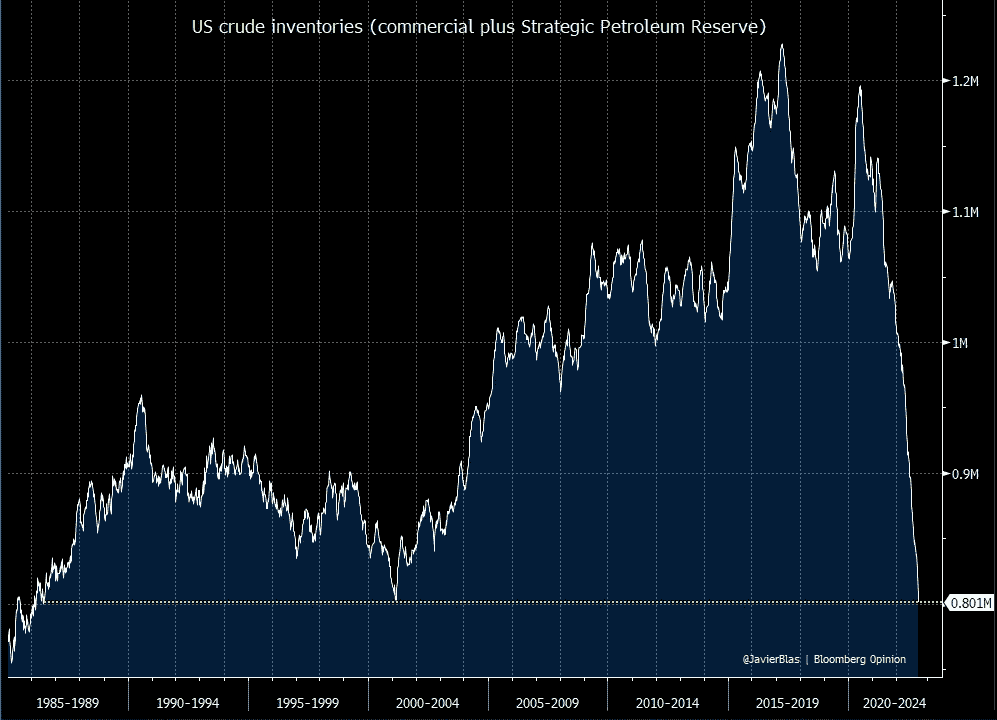 US crude inventories (commercial plus Strategic Petroleum Reserve)
1.2M
1.1M
1M
0.9M
0.801M
@JavierBlas | Bloomberg Opinion
1985-1989 1990-1994 1995-1999 2000-2004 2005-2009 2010-2014 2015-2019 2020-2024